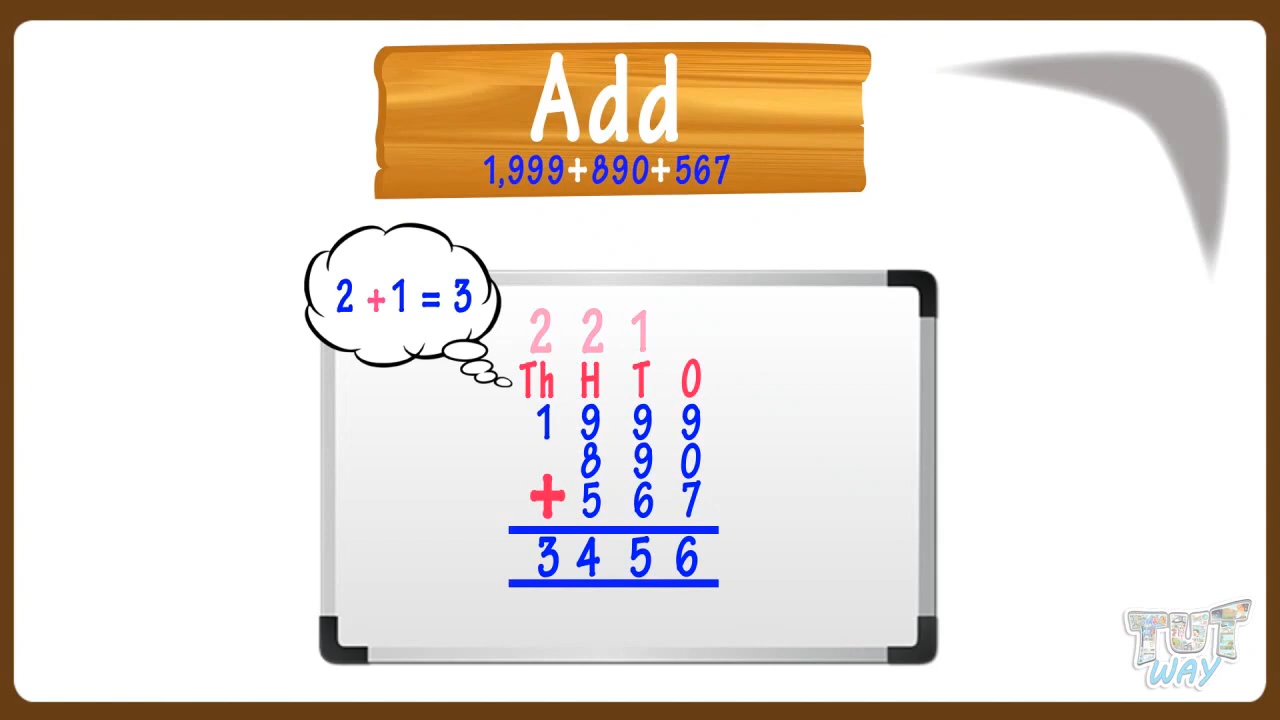 Add
1,999+890+567
2 + 1 = 3
2 2 1
Th H T O
1 9 9 9
8 9 0
+ 5 6 7
3 4 5 6
TUT
WAY